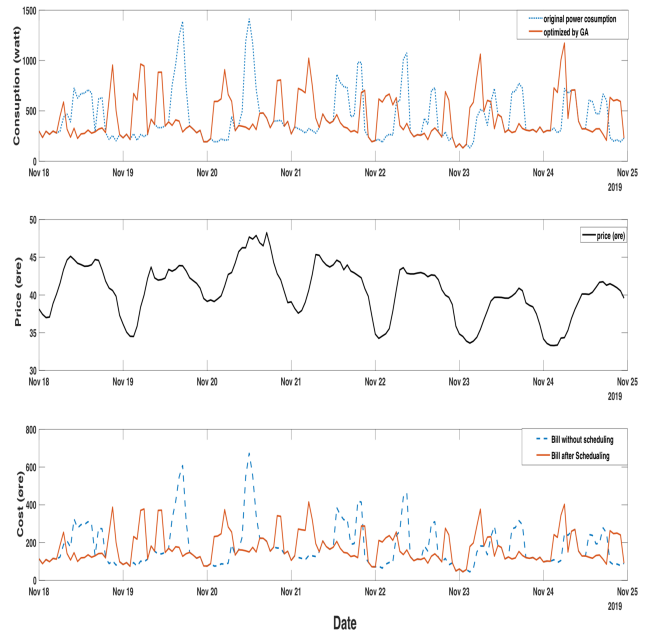 Consuption (watt)
1500
1000
500
0
original power cosumption
optimized by GA
Nov 18 Nov 19 Nov 20 Nov 21 Nov 22 Nov 23 Nov 24 Nov 25
2019
Price (øre)
50
45
40
35
30
price (øre)
Nov 18 Nov 19 Nov 20 Nov 21 Nov 22 Nov 23 Nov 24 Nov 25
2019
Cost (øre)
800
600
400
200
0
Bill without scheduling
Bill after Schedualing
Nov 18 Nov 19 Nov 20 Nov 21 Nov 22 Nov 23 Nov 24 Nov 25
2019
Date